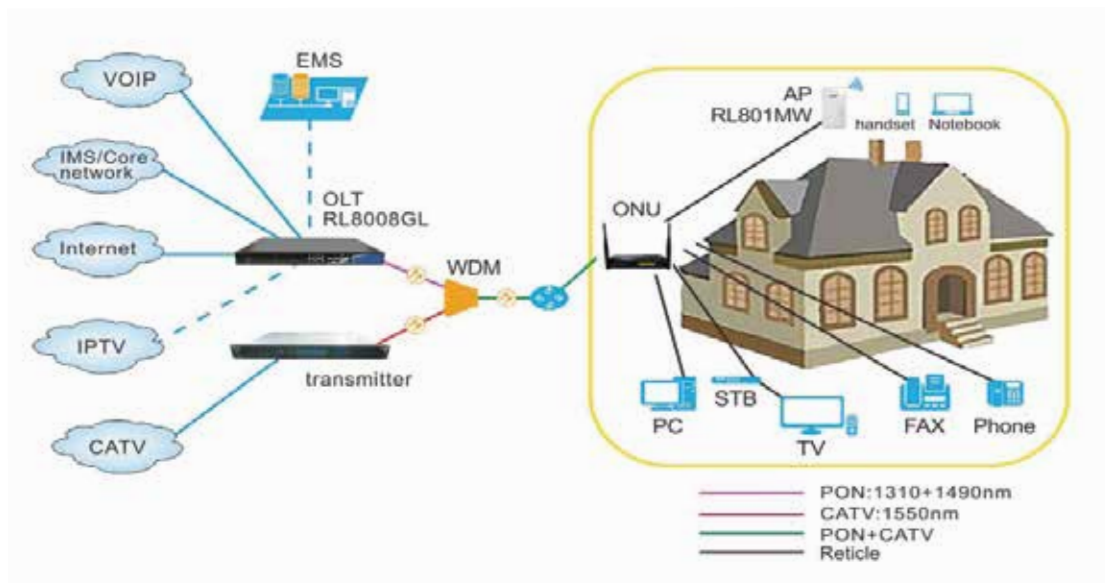 VOIP
EMS
IMS/Core
network
OLT
RL8008GL
Internet
WDM
IPTV
transmitter
CATV
AP
RL801MW
handset Notebook
ONU
PC
STB
TV
FAX
Phone
PON:1310+1490nm
CATV:1550nm
PON+CATV
Reticle